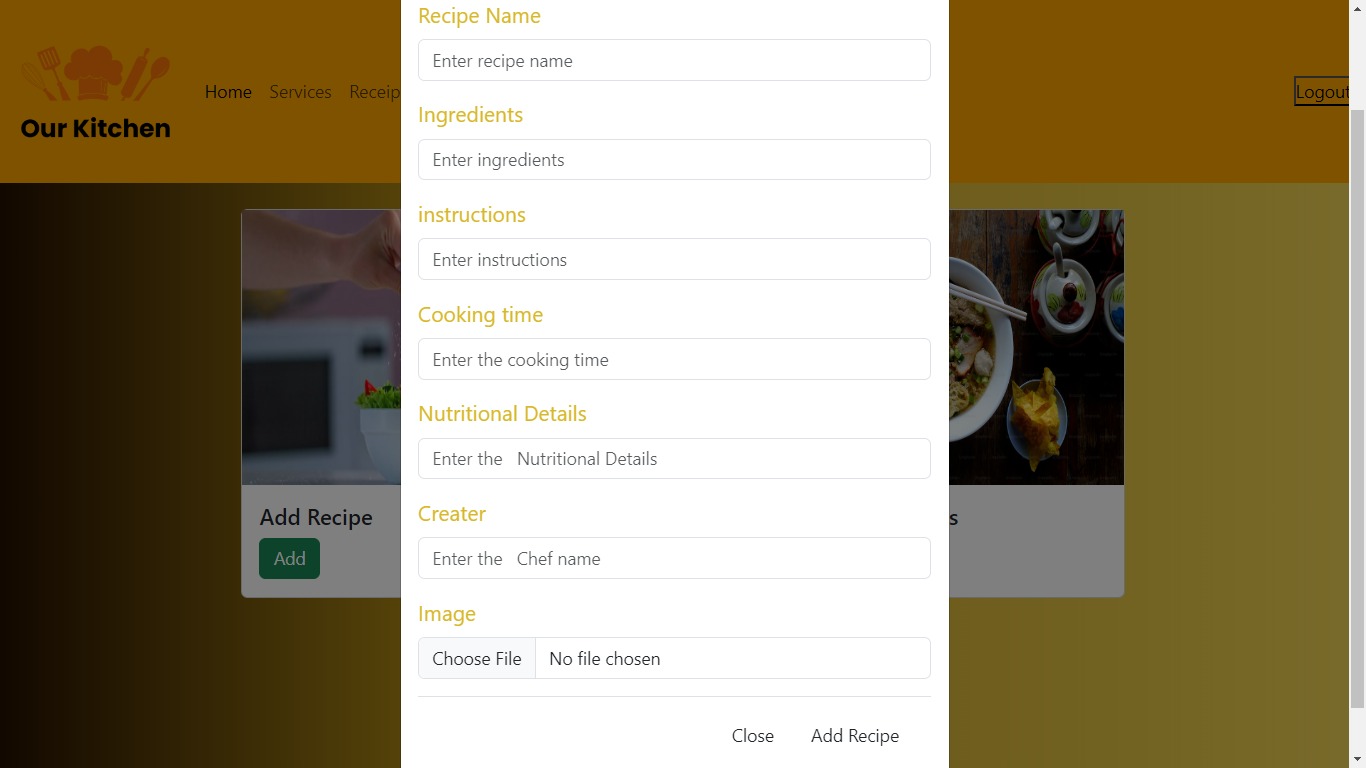 Recipe Name
Enter recipe name
Our Kitchen
Home Services Receip
Logout
Ingredients
Enter ingredients
instructions
Enter instructions
Cooking time
Enter the cooking time
Nutritional Details
Enter the Nutritional Details
Creater
Enter the Chef name
Add Recipe
Add
s
Image
Choose File No file chosen
Close Add Recipe